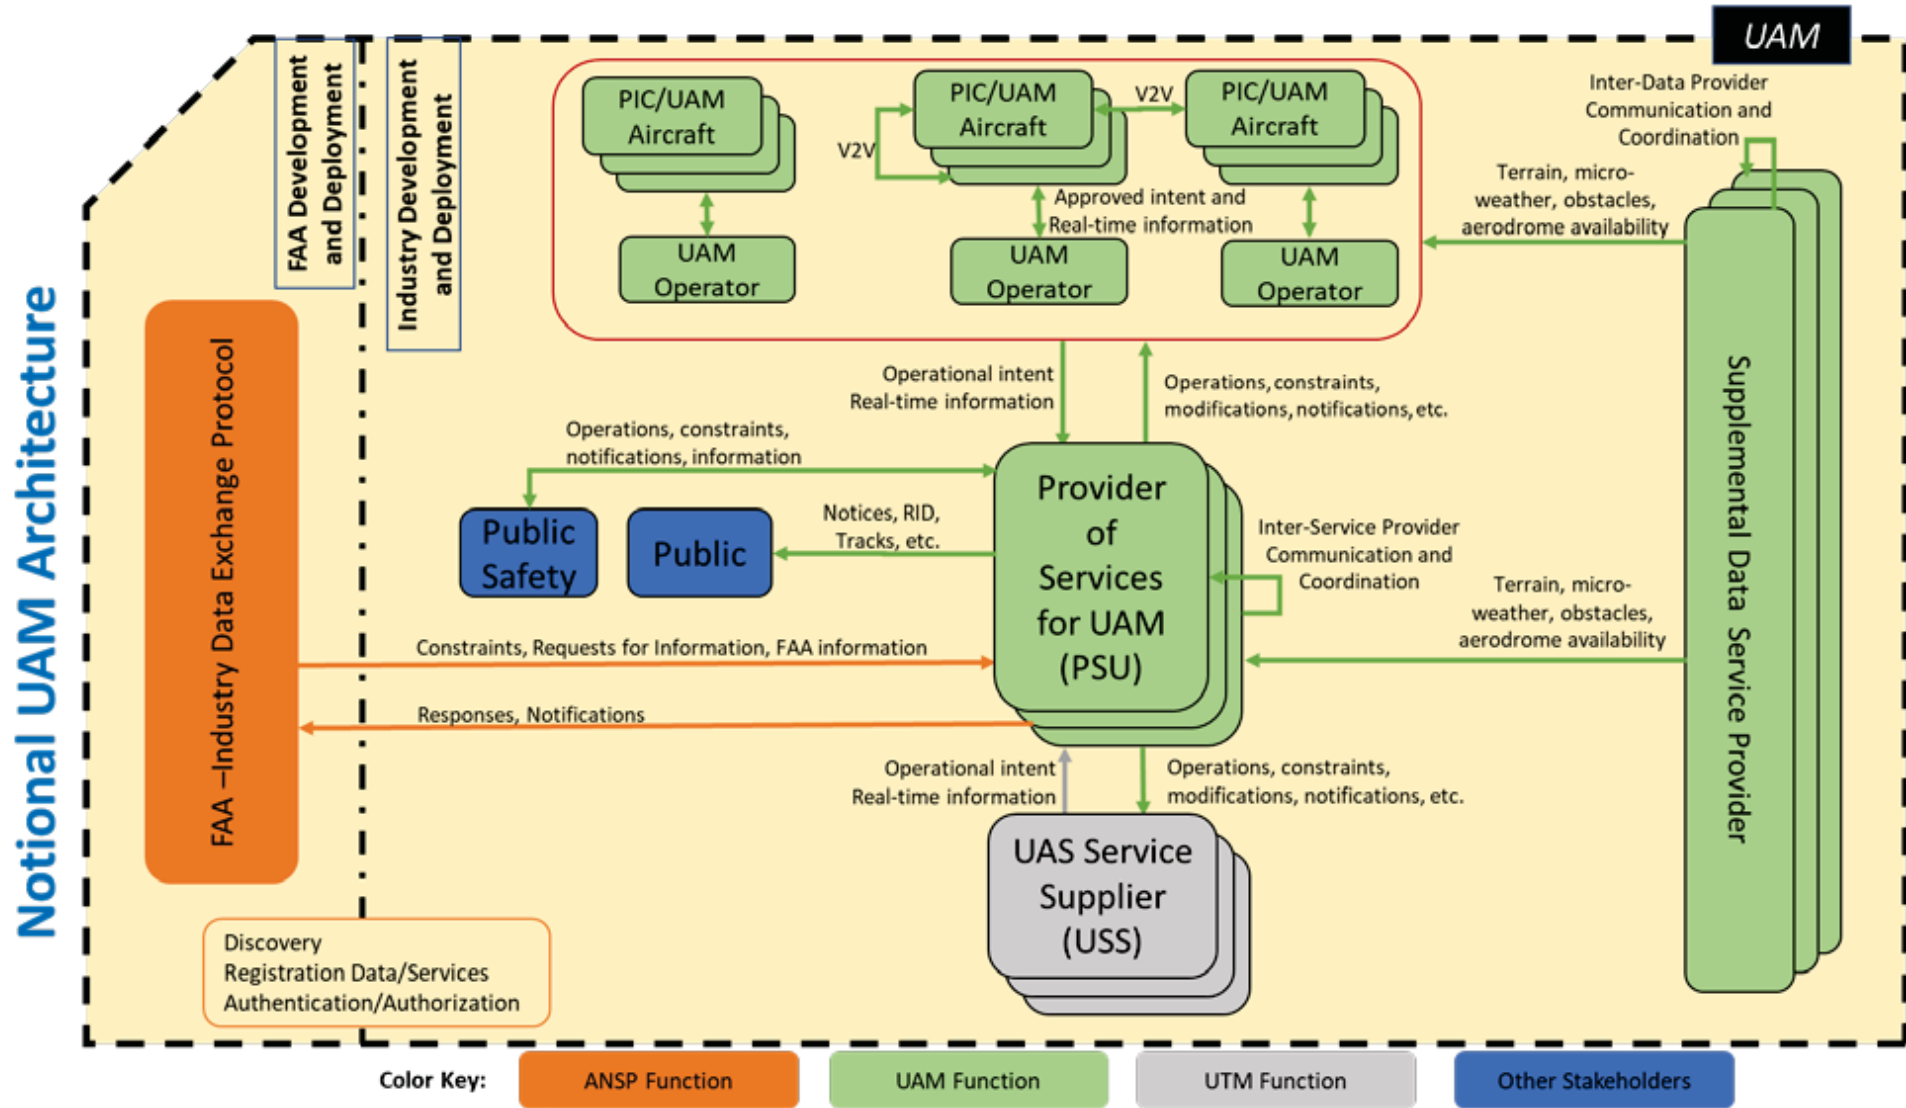 UAM
Notional UAM Architecture
FAA Development
and Deployment
Industry Development
and Deployment
PIC/UAM
Aircraft
PIC/UAM
Aircraft
PIC/UAM
Aircraft
V2V
V2V
Approved intent and
Real-time information
UAM
Operator
UAM
Operator
UAM
Operator
Inter-Data Provider
Communication and
Coordination
Terrain, micro-
weather, obstacles,
aerodrome availability
FAA –Industry Data Exchange Protocol
Operational intent
Real-time information
Operations, constraints,
modifications, notifications, etc.
Operations, constraints,
notifications, information
Public
Safety
Public
Notices, RID,
Tracks, etc.
Provider
of
Services
for UAM
(PSU)
Inter-Service Provider
Communication and
Coordination
Terrain, micro-
weather, obstacles,
aerodrome availability
Supplemental Data Service Provider
Constraints, Requests for Information, FAA information
Responses, Notifications
Operational intent
Real-time information
Operations, constraints,
modifications, notifications, etc.
UAS Service
Supplier
(USS)
Discovery
Registration Data/Services
Authentication/Authorization
Color Key:
ANSP Function
UAM Function
UTM Function
Other Stakeholders